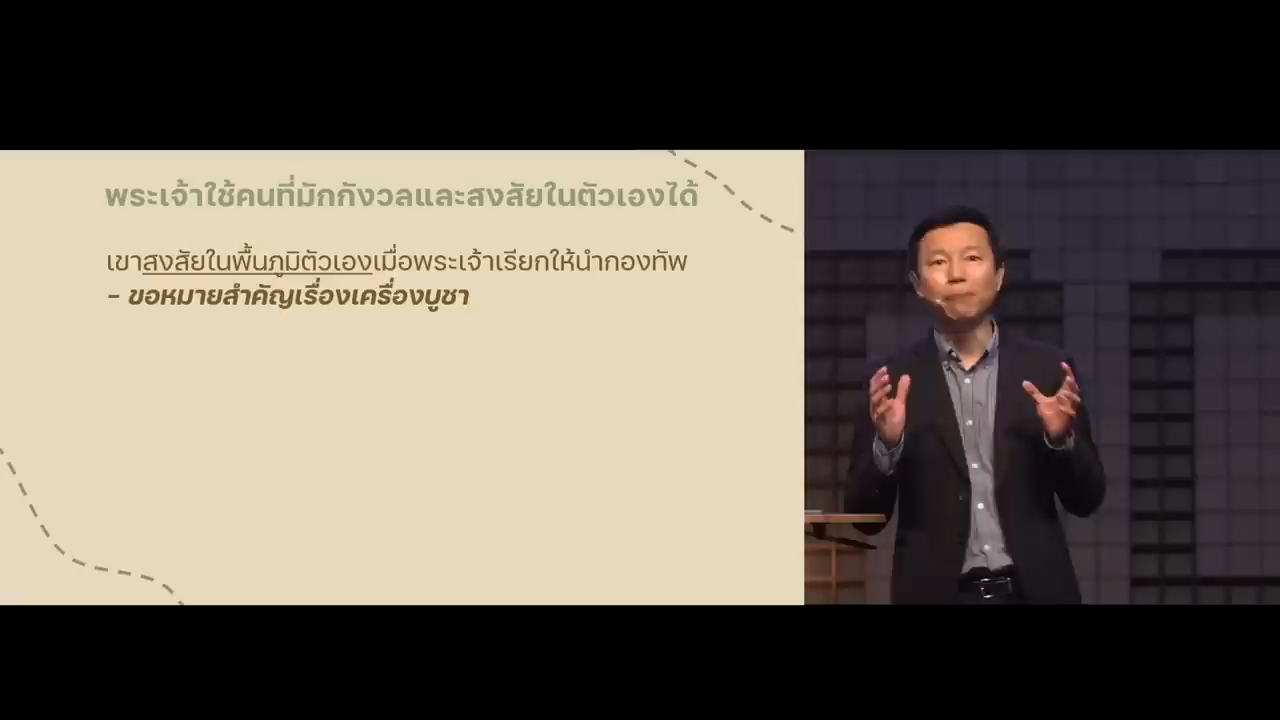 พระเจ้าใช้คนที่มักกังวลและสงสัยในตัวเองได้
เขาสงสัยในพื้นภูมิตัวเองเมื่อพระเจ้าเรียกให้นำกองทัพ
- ขอหมายสำคัญเรื่องเครื่องบูชา